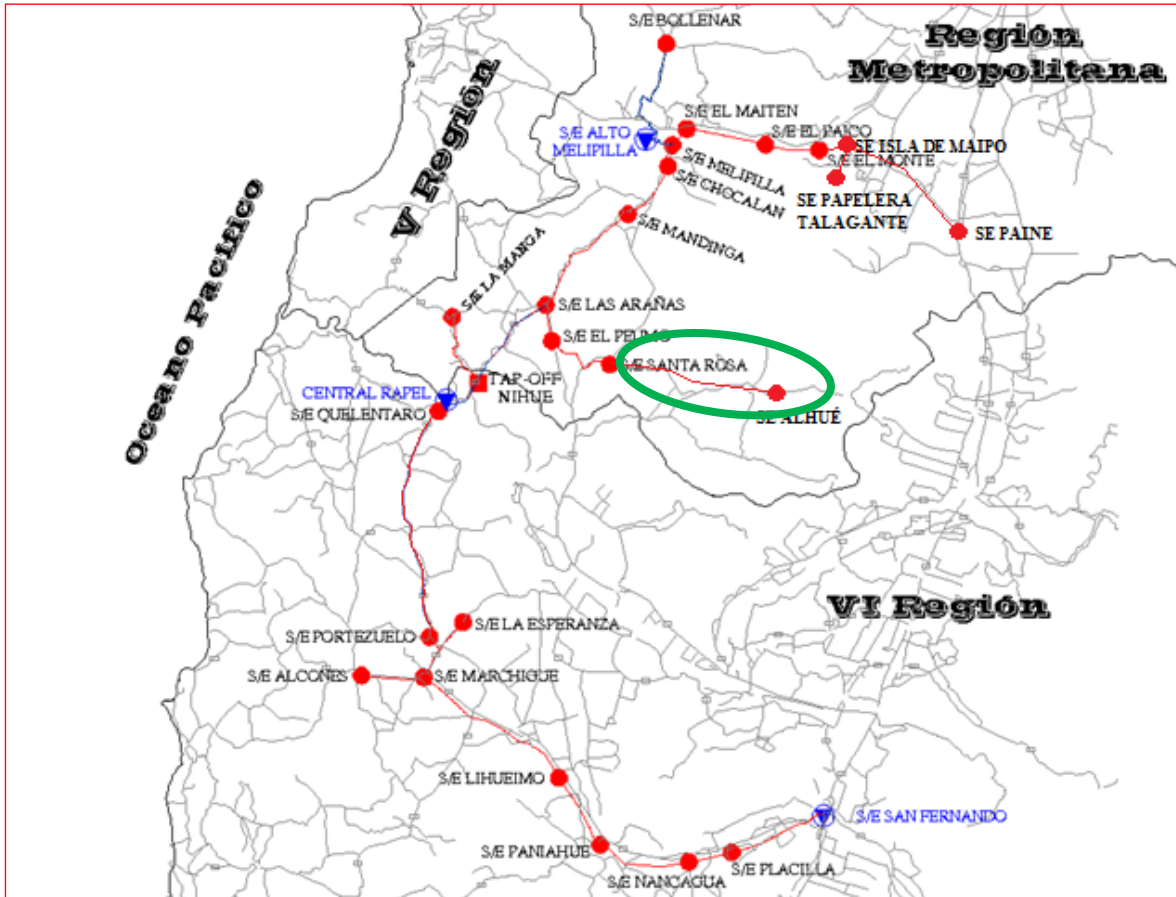 S/E BOLLENAR
Región
Metropolitana
V Región
S/E EL MAITEN
S/E ALTO
MELIPILLA
S/E EL PAICO
SE ISLA DE MAIPO
S/E MELIPILLA
S/E EL MONTE
S/E CHOCALAN
SE PAPELERA
TALAGANTE
S/E MANDINGA
SE PAINE
Oceano Pacífico
S/E LA MANGA
S/E LAS ARAÑAS
S/E EL PEUMO
S/E SANTA ROSA
TAP-OFF
NIHUE
CENTRAL RAPEL
S/E QUELENTARO
SE ALHUÉ
VI Región
S/E LA ESPERANZA
S/E PORTEZUELO
S/E ALCONES
S/E MARCHIGUE
S/E LIHUEIMO
S/E SAN FERNANDO
S/E PANIAHUE
S/E PLACILLA
S/E NANCAGUA